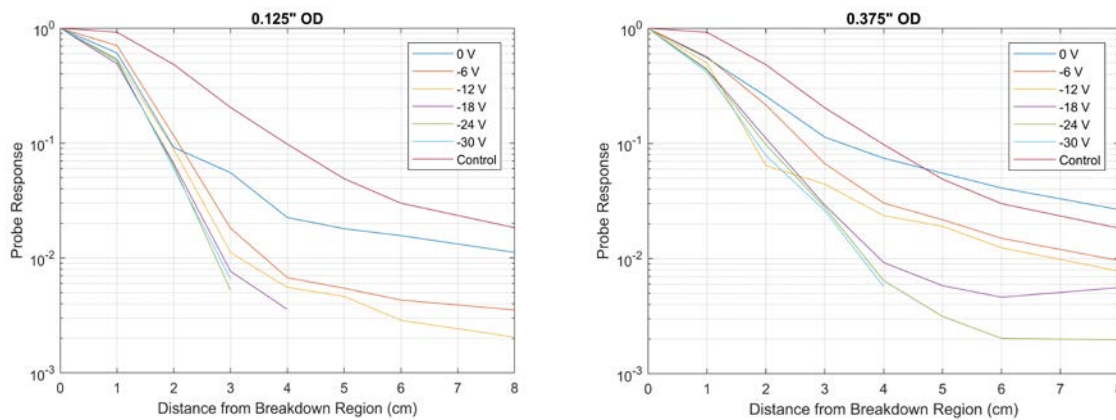 0.125" OD
10^0
10^-1
10^-2
10^-3
Probe Response
0 V
-6 V
-12 V
-18 V
-24 V
-30 V
Control
0 1 2 3 4 5 6 7 8
Distance from Breakdown Region (cm)
0.375" OD
10^0
10^-1
10^-2
10^-3
Probe Response
0 V
-6 V
-12 V
-18 V
-24 V
-30 V
Control
0 1 2 3 4 5 6 7 8
Distance from Breakdown Region (cm)